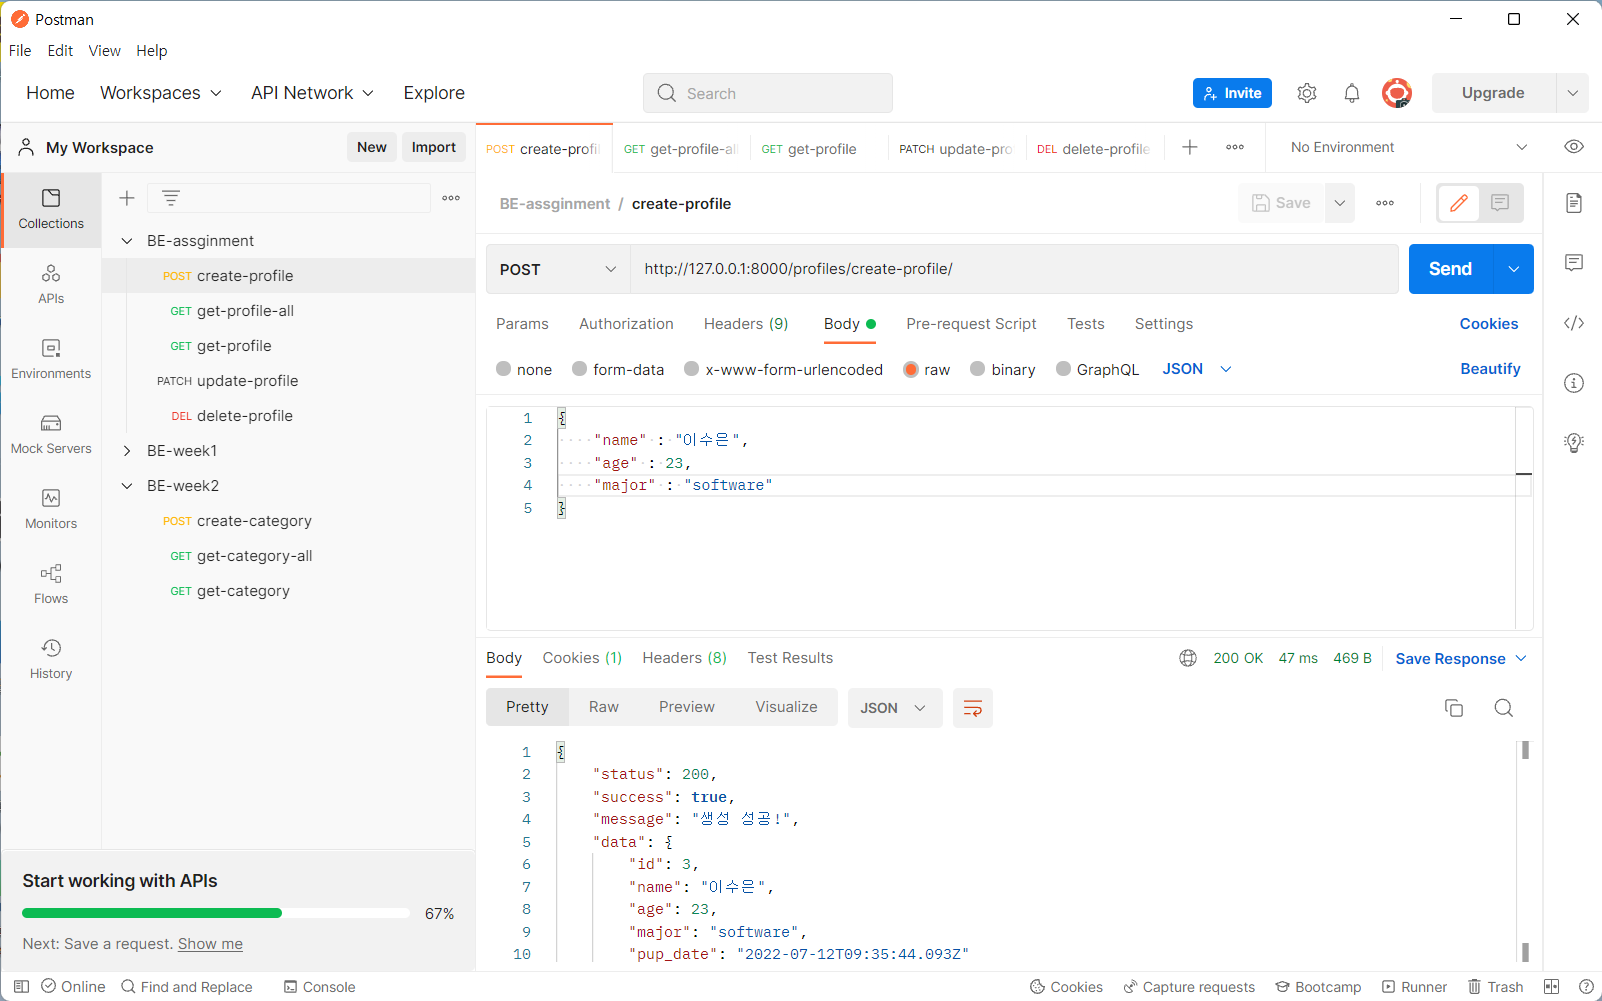 Postman
File Edit View Help
Home Workspaces API Network Explore Search Invite Upgrade
My Workspace New Import
POST create-profil GET get-profile-al GET get-profile PATCH update-pro DEL delete-profile No Environment
Collections
APIs
Environments
Mock Servers
Monitors
Flows
History
BE-assginment
POST create-profile
GET get-profile-all
GET get-profile
PATCH update-profile
DEL delete-profile
BE-week1
BE-week2
POST create-category
GET get-category-all
GET get-category
Start working with APIs
67%
Next: Save a request. Show me
BE-assginment / create-profile Save
POST http://127.0.0.1:8000/profiles/create-profile/ Send
Params Authorization Headers (9) Body Pre-request Script Tests Settings Cookies
none form-data x-www-form-urlencoded raw binary GraphQL JSON Beautify
1 {
2 "name" : "이수은",
3 "age" : 23,
4 "major" : "software"
5 }
Body Cookies (1) Headers (8) Test Results 200 OK 47 ms 469 B Save Response
Pretty Raw Preview Visualize JSON
1 {
2 "status": 200,
3 "success": true,
4 "message": "생성 성공!",
5 "data": {
6 "id": 3,
7 "name": "이수은",
8 "age": 23,
9 "major": "software",
10 "pup_date": "2022-07-12T09:35:44.093Z"
Online Find and Replace Console Cookies Capture requests Bootcamp Runner Trash